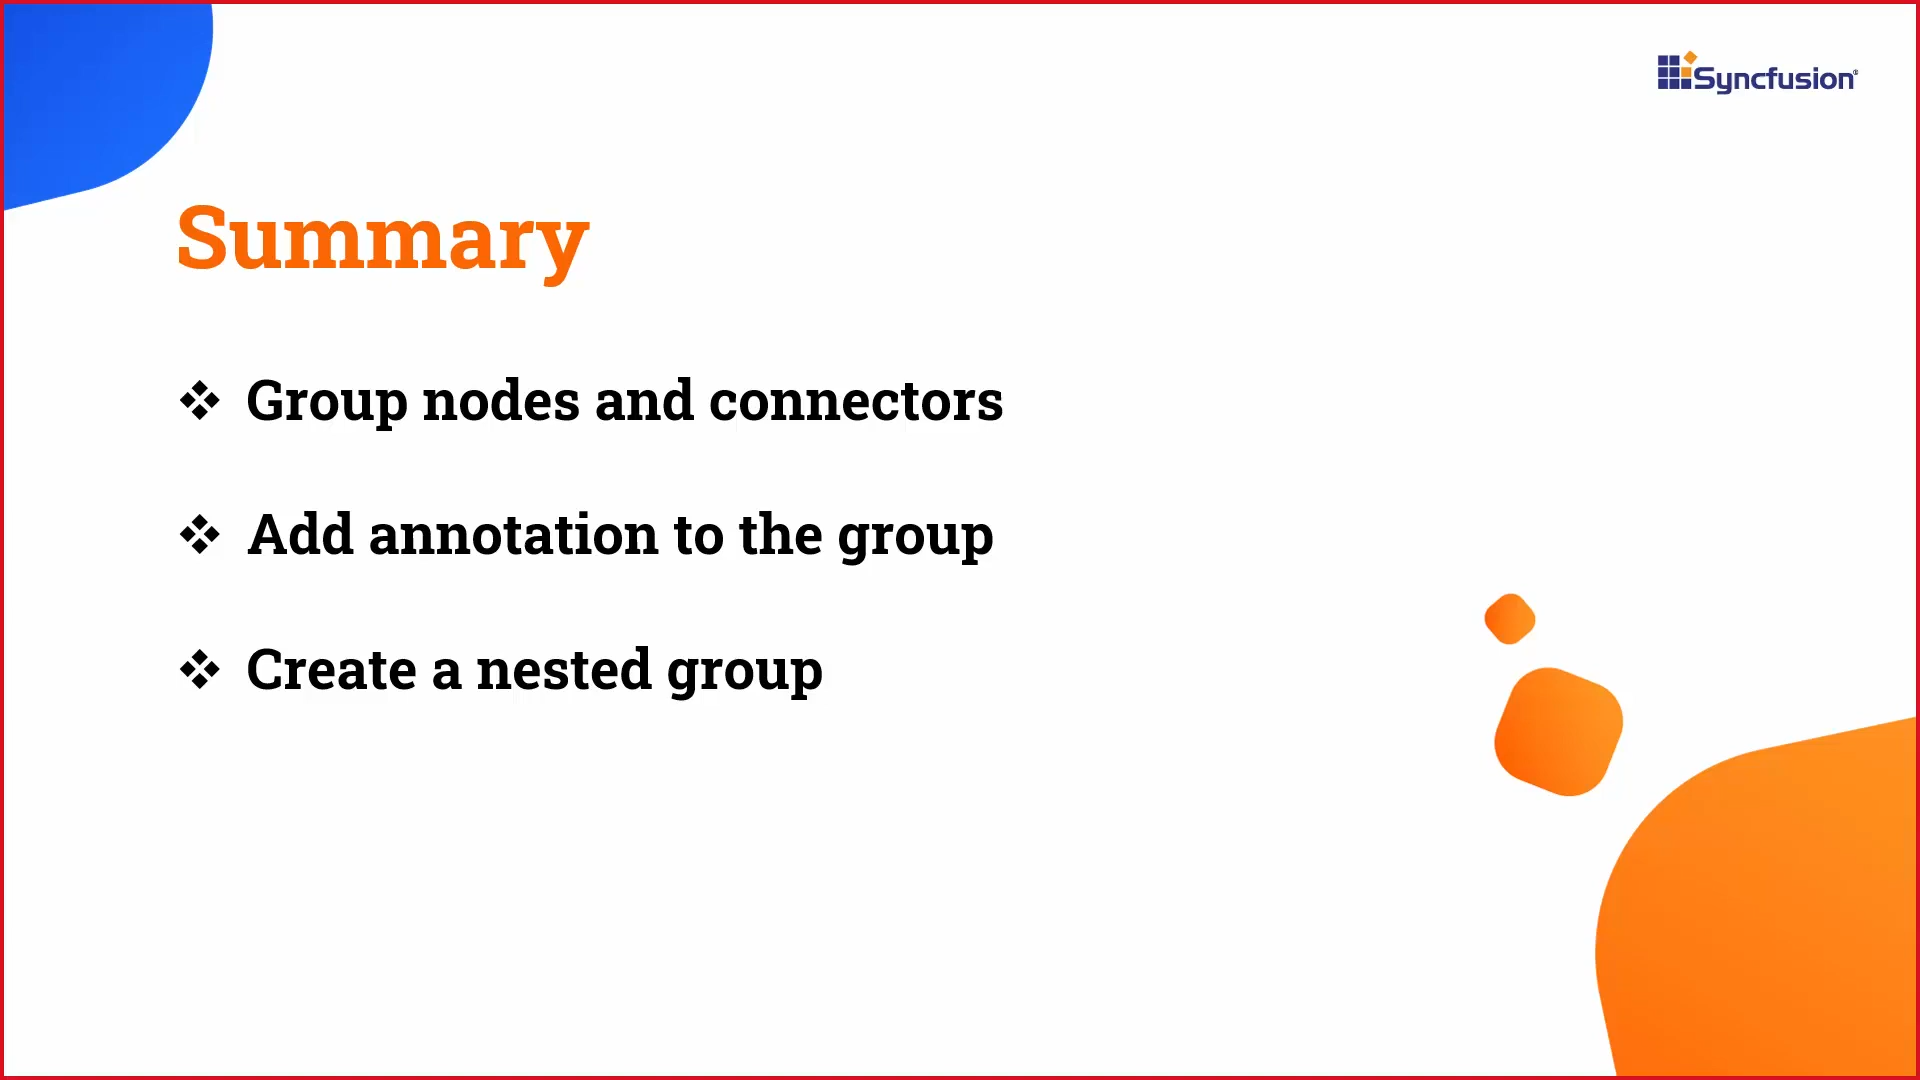 Syncfusion®
Summary
❖ Group nodes and connectors
❖ Add annotation to the group
❖ Create a nested group